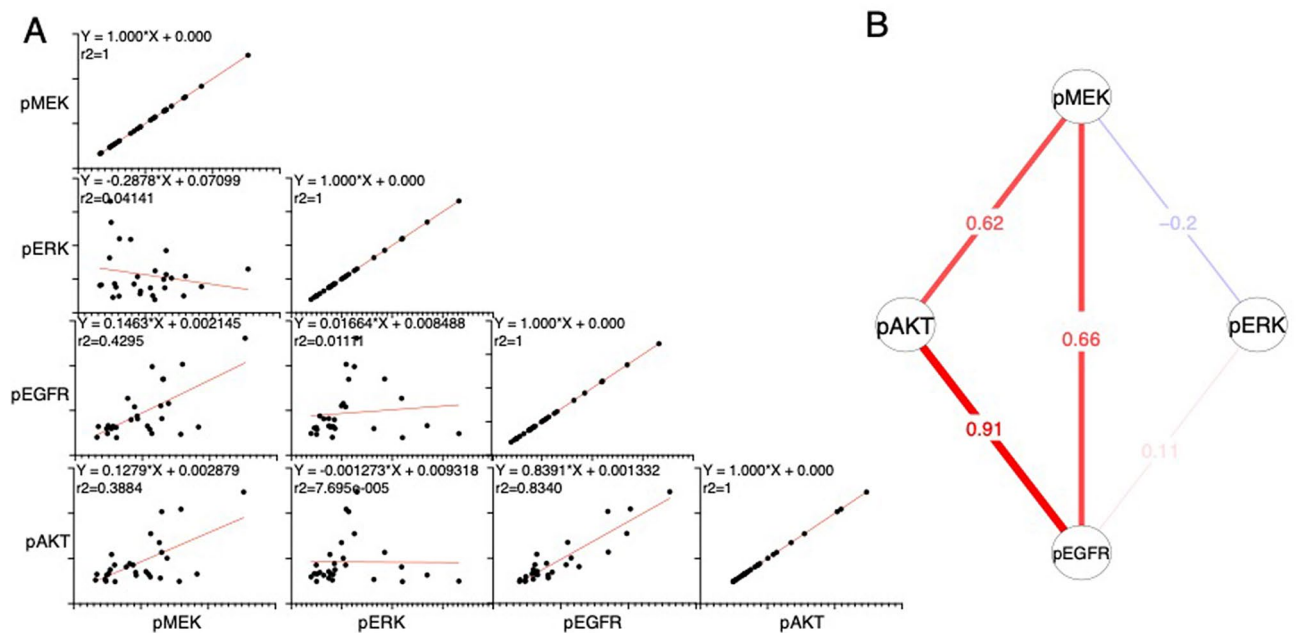 A
B
Y = 1.000*X + 0.000
r2=1
pMEK
Y = -0.2878*X + 0.07099
r2=0.04141
Y = 1.000*X + 0.000
r2=1
pERK
Y = 0.1463*X + 0.002145
r2=0.4295
Y = 0.01664*X + 0.008488
r2=0.01111
Y = 1.000*X + 0.000
r2=1
pEGFR
Y = 0.1279*X + 0.002879
r2=0.3884
Y = -0.001273*X + 0.009318
r2=7.695e-005
Y = 0.8391*X + 0.001332
r2=0.8340
Y = 1.000*X + 0.000
r2=1
pAKT
pMEK
pERK
pEGFR
pAKT
pMEK
0.62
−0.2
pAKT
0.66
pERK
0.91
0.11
pEGFR